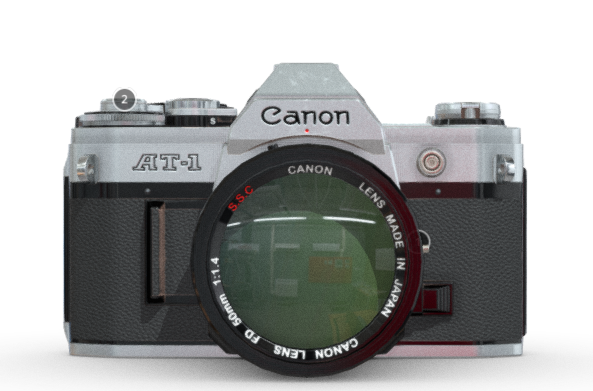 2
S
Canon
AT-1
CANON LENS MADE IN JAPAN
CANON LENS FD 50mm 1:1.4
S.S.C